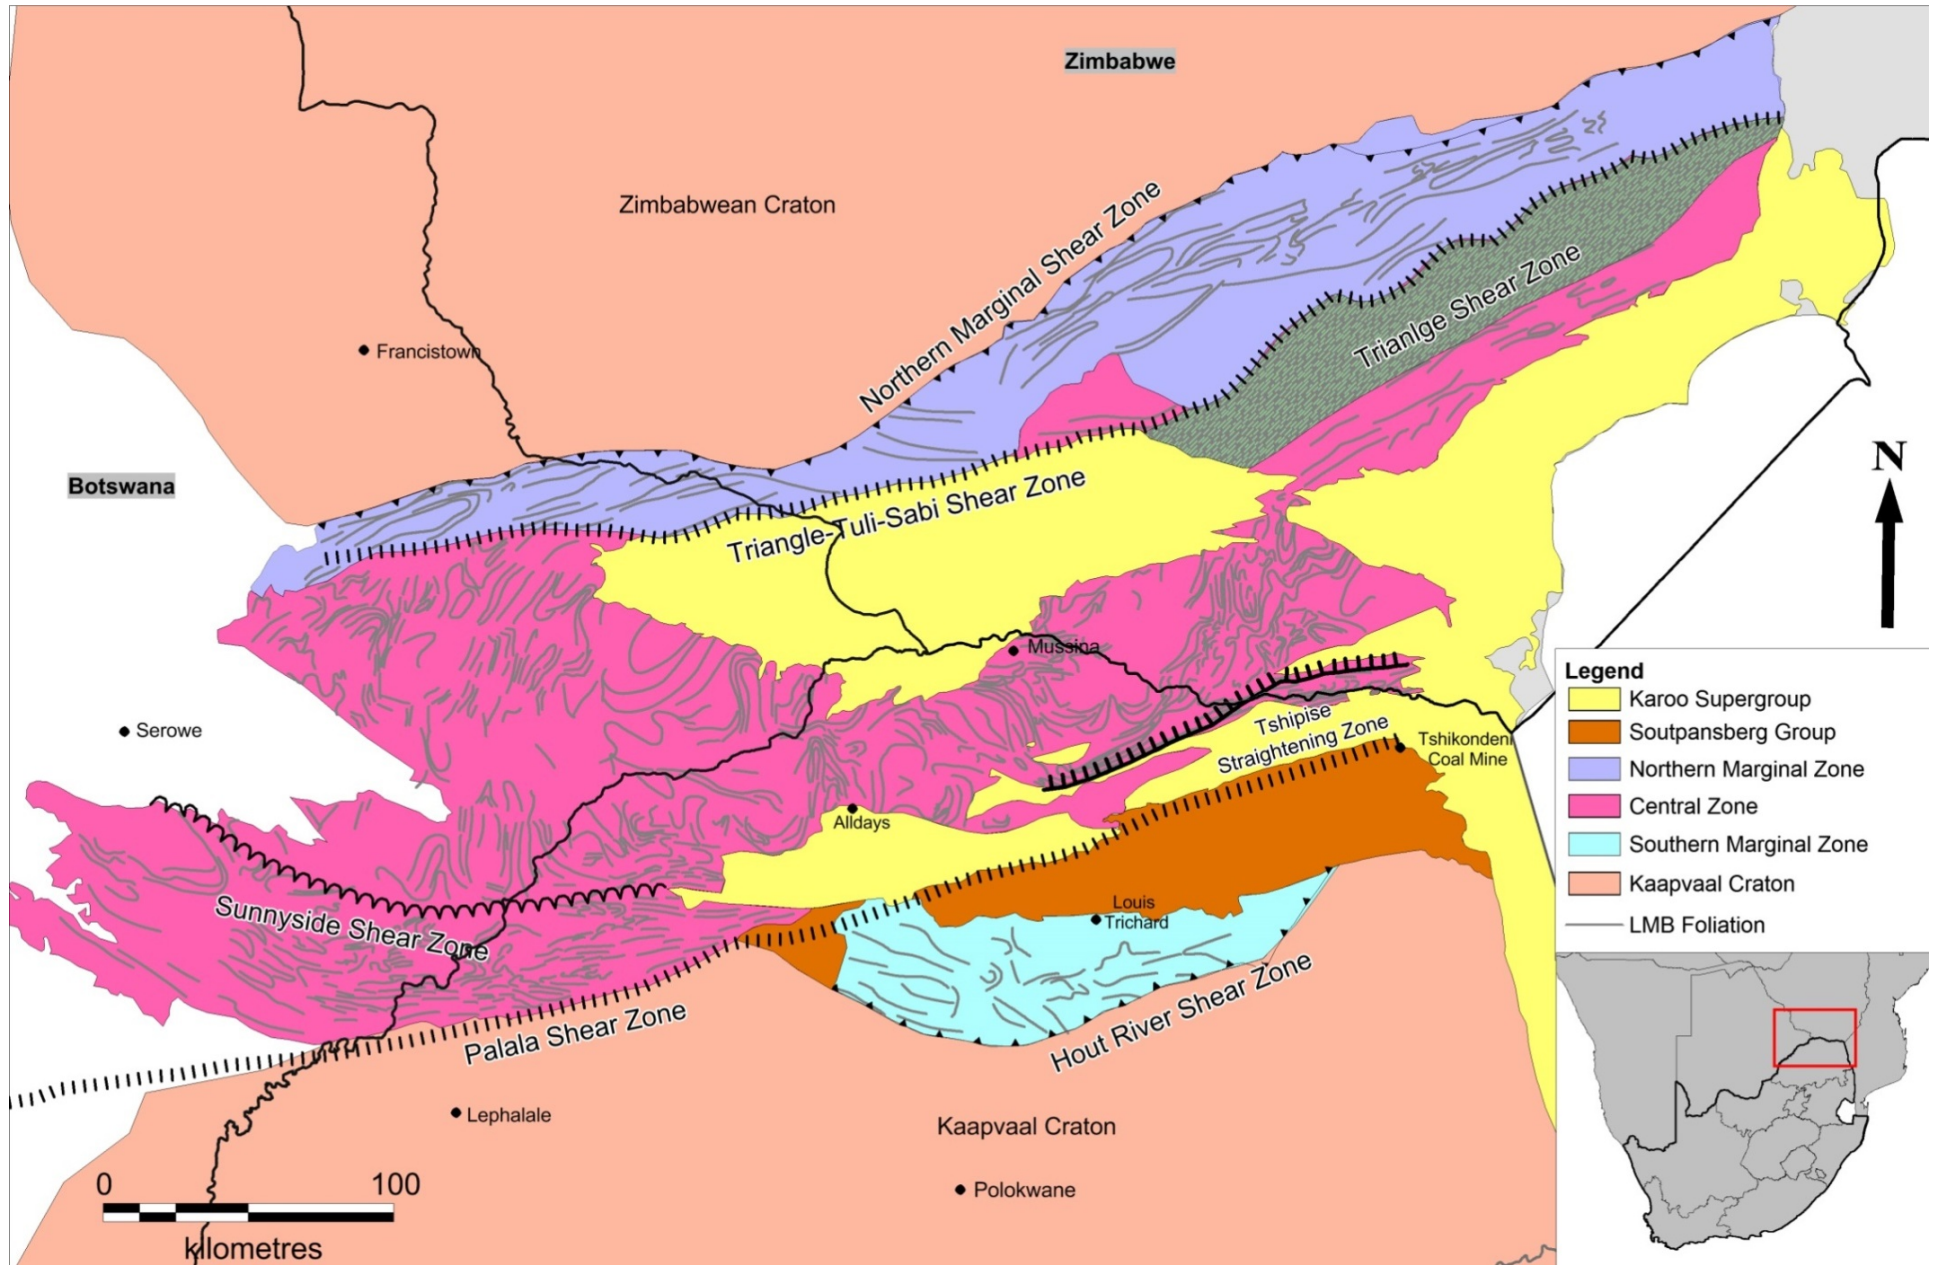 Zimbabwe
Zimbabwean Craton
Northern Marginal Shear Zone
Trianlge Shear Zone
Francistown
Botswana
N
Triangle-Tuli-Sabi Shear Zone
Mussina
Serowe
Tshipise
Straightening Zone
Tshikondeni
Coal Mine
Alldays
Sunnyside Shear Zone
Louis
Trichard
Palala Shear Zone
Hout River Shear Zone
Lephalale
Kaapvaal Craton
Polokwane
0 100
kilometres
Legend
Karoo Supergroup
Soutpansberg Group
Northern Marginal Zone
Central Zone
Southern Marginal Zone
Kaapvaal Craton
LMB Foliation